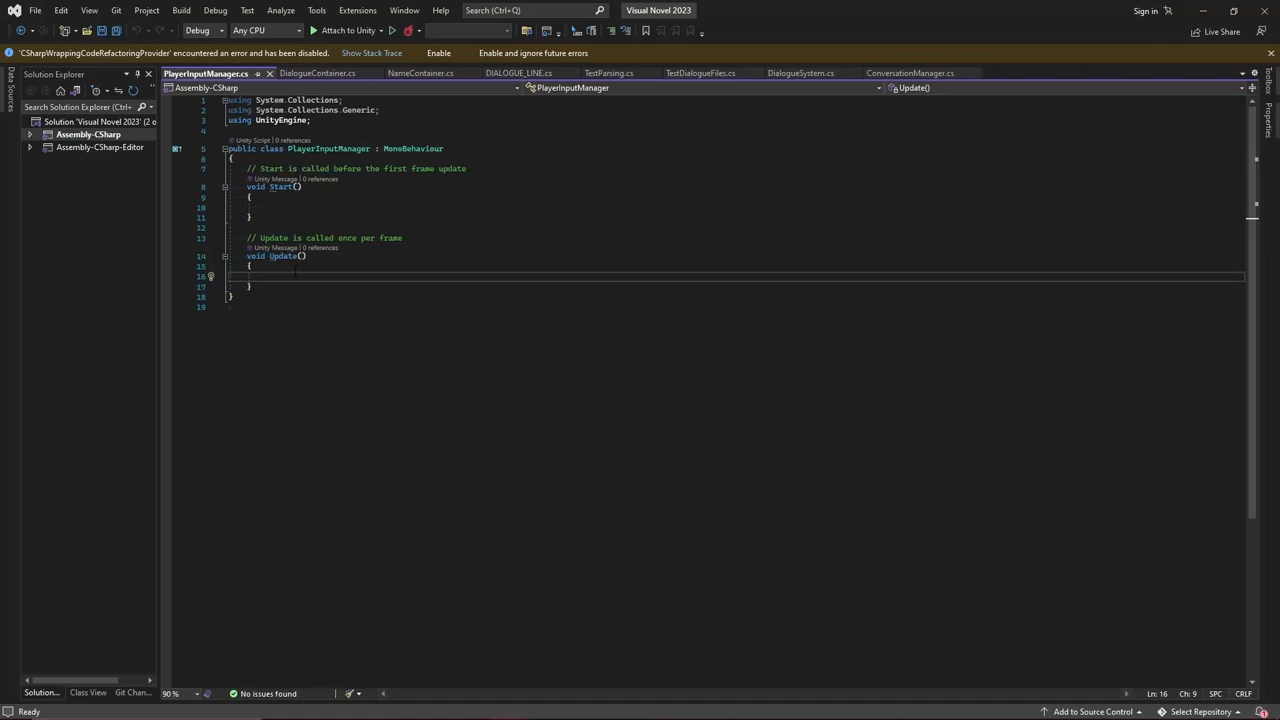 File Edit View Git Project Build Debug Test Analyze Tools Extensions Window Help Search (Ctrl+Q) Visual Novel 2023 Sign in
Debug Any CPU Attach to Unity Live Share
'CSharpWrappingCodeRefactoringProvider' encountered an error and has been disabled. Show Stack Trace Enable Enable and ignore future errors
Data Sources
Solution Explorer
Search Solution Explorer (Ctrl+
Solution 'Visual Novel 2023' (2 o
Assembly-CSharp
Assembly-CSharp-Editor
PlayerInputManager.cs DialogueContainer.cs NameContainer.cs DIALOGUE_LINE.cs TestParsing.cs TestDialogueFiles.cs DialogueSystem.cs ConversationManager.cs
Assembly-CSharp PlayerInputManager Update()
1 using System.Collections;
2 using System.Collections.Generic;
3 using UnityEngine;
4
Unity Script | 0 references
5 public class PlayerInputManager : MonoBehaviour
6 {
7 // Start is called before the first frame update
Unity Message | 0 references
8 void Start()
9 {
10
11 }
12
13 // Update is called once per frame
Unity Message | 0 references
14 void Update()
15 {
16
17 }
18 }
19
Toolbox
Properties
Solution... Class View Git Chan...
90 % No issues found Ln: 16 Ch: 9 SPC CRLF
Ready Add to Source Control Select Repository 1